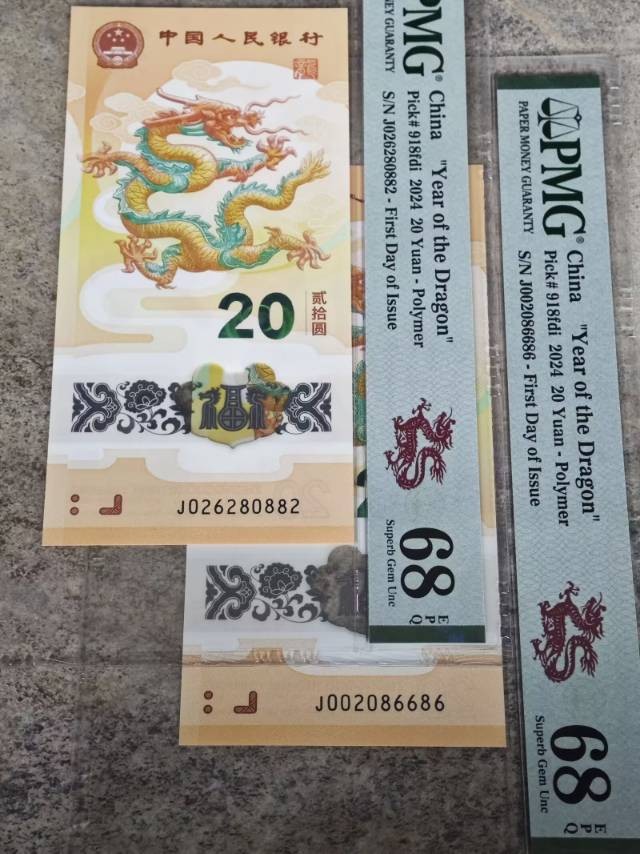 中国人民银行
20
贰拾圆
J026280882
J002086686
PMG®
MONEY GUARANTY
China "Year of the Dragon"
Pick# 918fdi 2024 20 Yuan - Polymer
S/N J026280882 - First Day of Issue
68
EPQ
Superb Gem Unc
PMG®
PAPER MONEY GUARANTY
China "Year of the Dragon"
Pick# 918fdi 2024 20 Yuan - Polymer
S/N J002086686 - First Day of Issue
68
EPQ
Superb Gem Unc